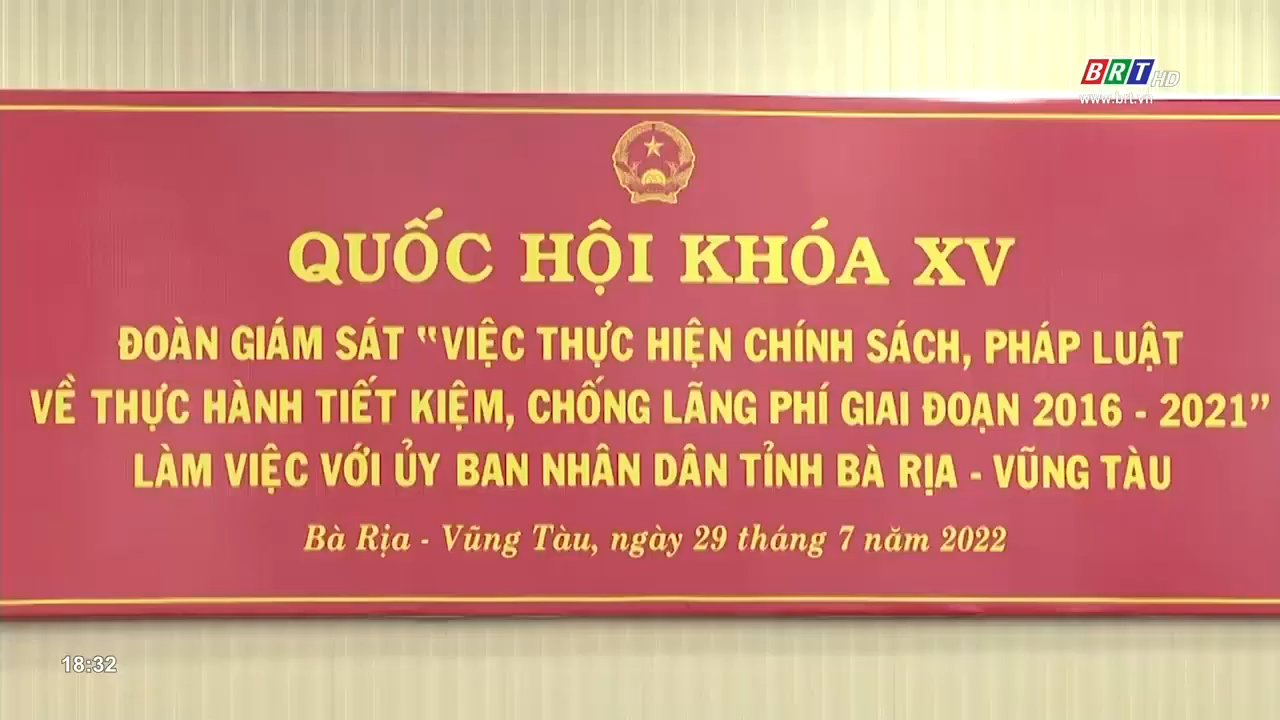 BRT HD
www.brt.vn
QUỐC HỘI KHÓA XV
ĐOÀN GIÁM SÁT “VIỆC THỰC HIỆN CHÍNH SÁCH, PHÁP LUẬT
VỀ THỰC HÀNH TIẾT KIỆM, CHỐNG LÃNG PHÍ GIAI ĐOẠN 2016 - 2021”
LÀM VIỆC VỚI ỦY BAN NHÂN DÂN TỈNH BÀ RỊA - VŨNG TÀU
Bà Rịa - Vũng Tàu, ngày 29 tháng 7 năm 2022
18:32